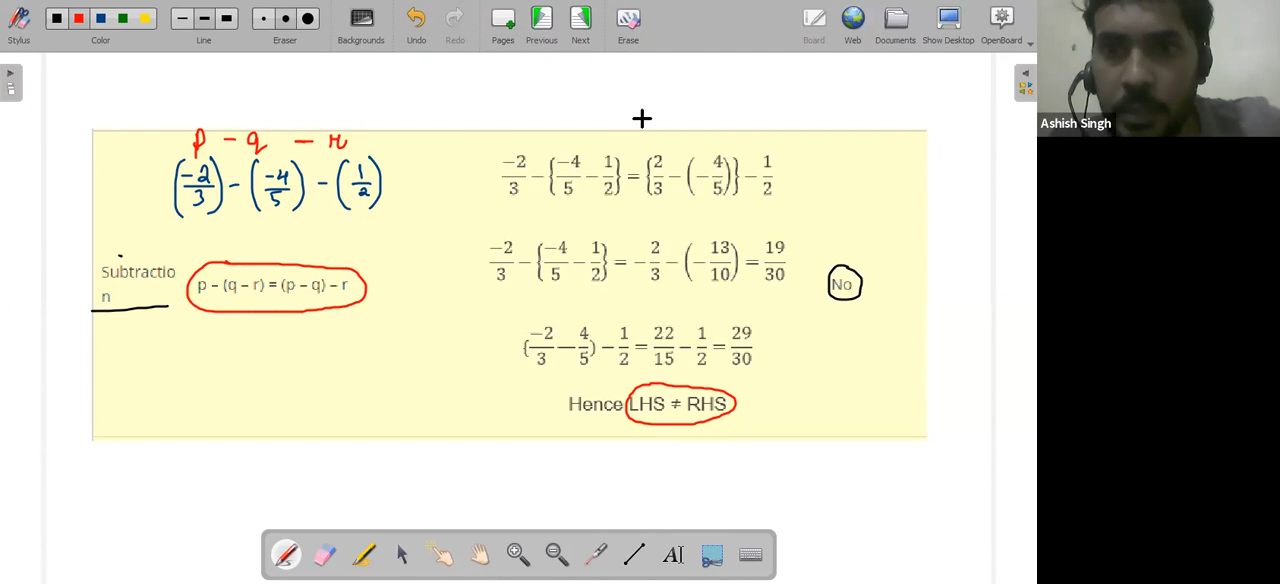 Stylus Color Line Eraser Backgrounds Undo Redo Pages Previous Next Erase Board Web Documents Show Desktop OpenBoard
Ashish Singh
p - q - r
(-2/3) - (-4/5) - (1/2)
-2/3 - {-4/5 - 1/2} = {2/3 - (-4/5)} - 1/2
-2/3 - {-4/5 - 1/2} = -2/3 - (-13/10) = 19/30
Subtractio
n
p – (q – r) = (p – q) – r
No
{-2/3 — 4/5) - 1/2 = 22/15 - 1/2 = 29/30
Hence LHS ≠ RHS
AI